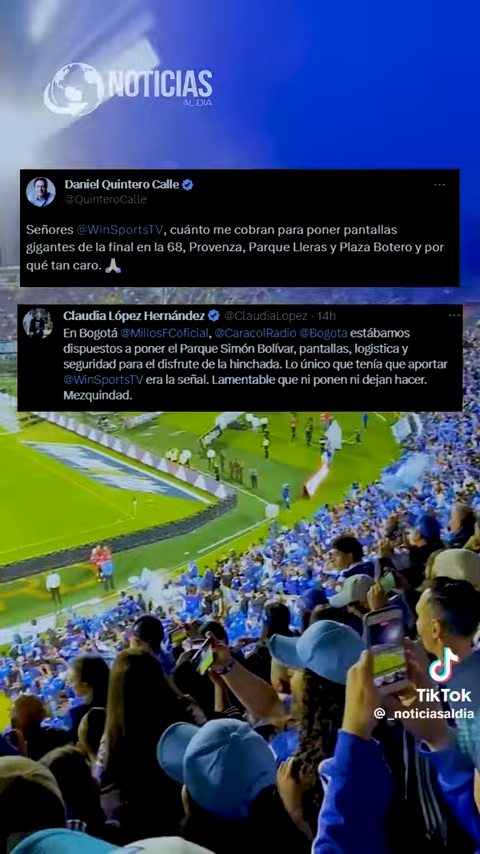 NOTICIAS
AL DIA
Daniel Quintero Calle
@QuinteroCalle
Señores @WinSportsTV, cuánto me cobran para poner pantallas
gigantes de la final en la 68, Provenza, Parque Lleras y Plaza Botero y por
qué tan caro. 🙏🏼
Claudia López Hernández @ClaudiaLopez · 14h
En Bogotá @MillosFCoficial, @CaracolRadio @Bogota estábamos
dispuestos a poner el Parque Simón Bolívar, pantallas, logistica y
seguridad para el disfrute de la hinchada. Lo único que tenía que aportar
@WinSportsTV era la señal. Lamentable que ni ponen ni dejan hacer.
Mezquindad.
TikTok
@_noticiasaldia